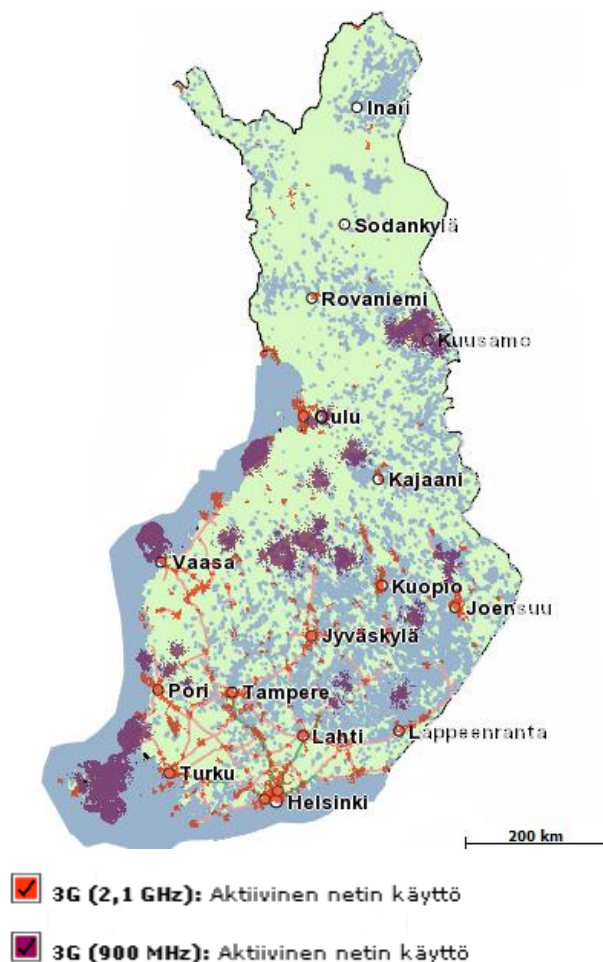 Inari
Sodankylä
Rovaniemi
Kuusamo
Oulu
Kajaani
Vaasa
Kuopio
Joensuu
Jyväskylä
Pori
Tampere
Lahti
Lappeenranta
Turku
Helsinki
200 km
3G (2,1 GHz): Aktiivinen netin käyttö
3G (900 MHz): Aktiivinen netin käyttö